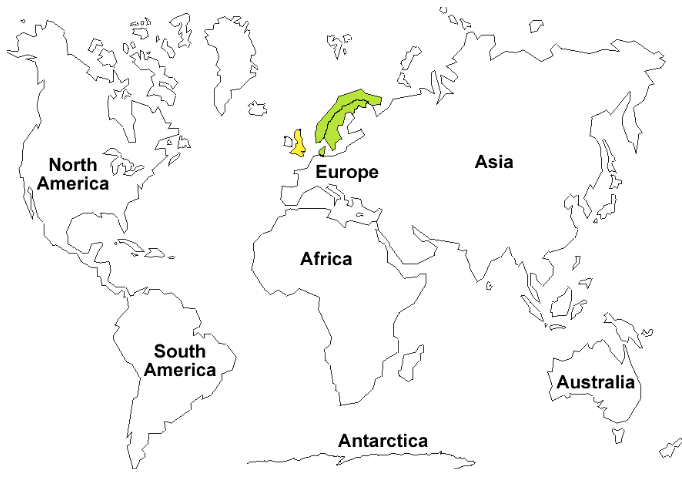 North
America
Europe
Asia
Africa
South
America
Australia
Antarctica